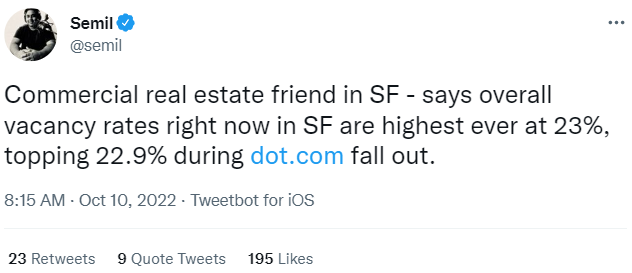 Semil
@semil
Commercial real estate friend in SF - says overall
vacancy rates right now in SF are highest ever at 23%,
topping 22.9% during dot.com fall out.
8:15 AM · Oct 10, 2022 · Tweetbot for iOS
23 Retweets 9 Quote Tweets 195 Likes